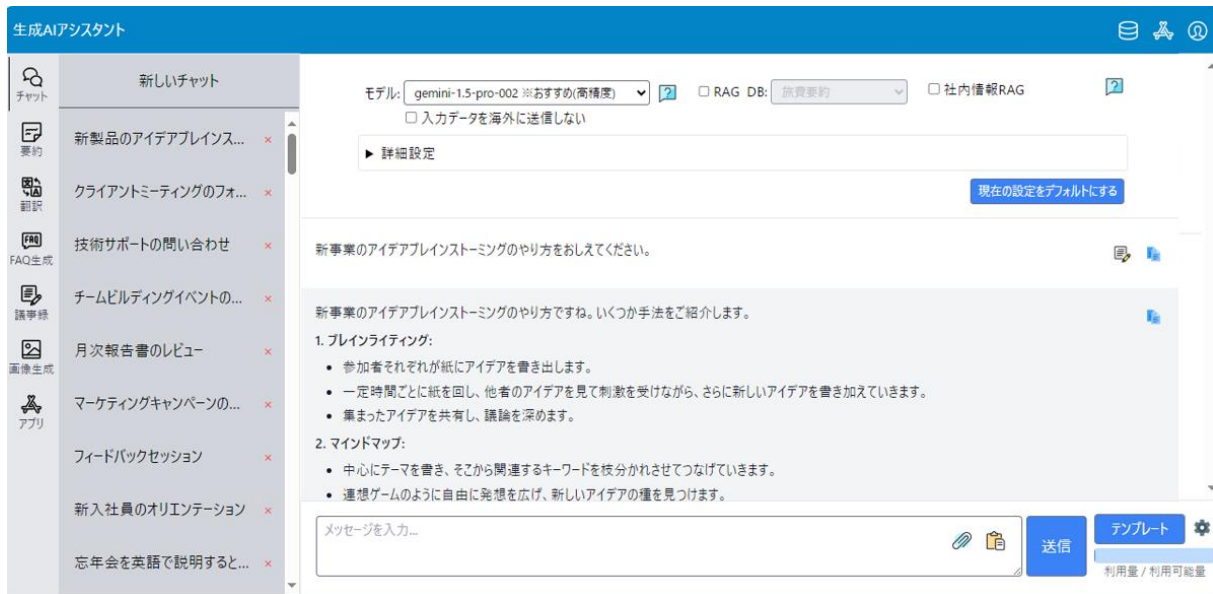 生成AIアシスタント
チャット
要約
翻訳
FAQ
FAQ生成
議事録
画像生成
アプリ
新しいチャット
新製品のアイデアブレインス... ×
クライアントミーティングのフォ... ×
技術サポートの問い合わせ ×
チームビルディングイベントの... ×
月次報告書のレビュー ×
マーケティングキャンペーンの... ×
フィードバックセッション ×
新入社員のオリエンテーション ×
忘年会を英語で説明すると... ×
モデル: gemini-1.5-pro-002 ※おすすめ(高精度) ? RAG DB: 旅費要約 社内情報RAG ?
入力データを海外に送信しない
▶ 詳細設定
現在の設定をデフォルトにする
新事業のアイデアブレインストーミングのやり方をおしえてください。
新事業のアイデアブレインストーミングのやり方ですね。いくつか手法をご紹介します。
1. ブレインライティング:
• 参加者それぞれが紙にアイデアを書き出します。
• 一定時間ごとに紙を回し、他者のアイデアを見て刺激を受けながら、さらに新しいアイデアを書き加えていきます。
• 集まったアイデアを共有し、議論を深めます。
2. マインドマップ:
• 中心にテーマを書き、そこから関連するキーワードを枝分かれさせてつなげていきます。
• 連想ゲームのように自由に発想を広げ、新しいアイデアの種を見つけます。
メッセージを入力...
送信
テンプレート
利用量 / 利用可能量